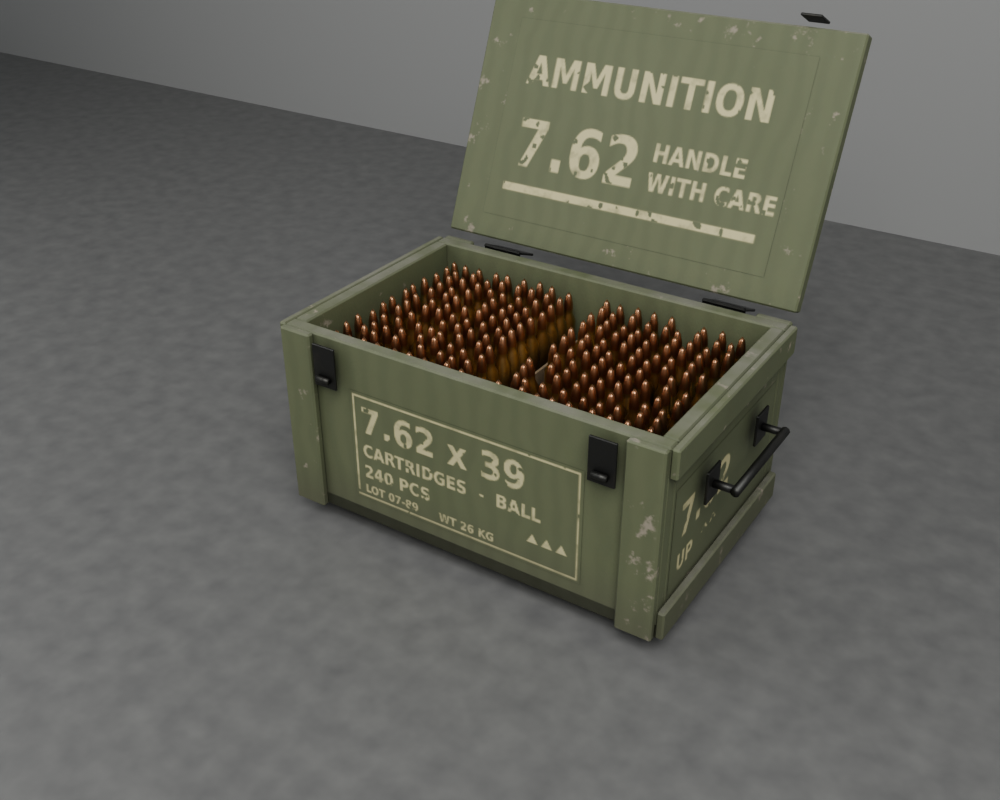 AMMUNITION
7.62 HANDLE
WITH CARE
7.62 x 39
CARTRIDGES - BALL
240 PCS
LOT 07-89 WT 26 KG
7.
UP